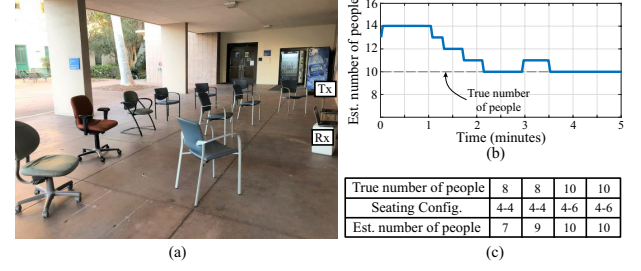 Tx
Rx
(a)
Est. number of people
16
14
12
10
8
6
True number
of people
0
1
2
3
4
5
Time (minutes)
(b)
True number of people 8 8 10 10
Seating Config. 4-4 4-4 4-6 4-6
Est. number of people 7 9 10 10
(c)